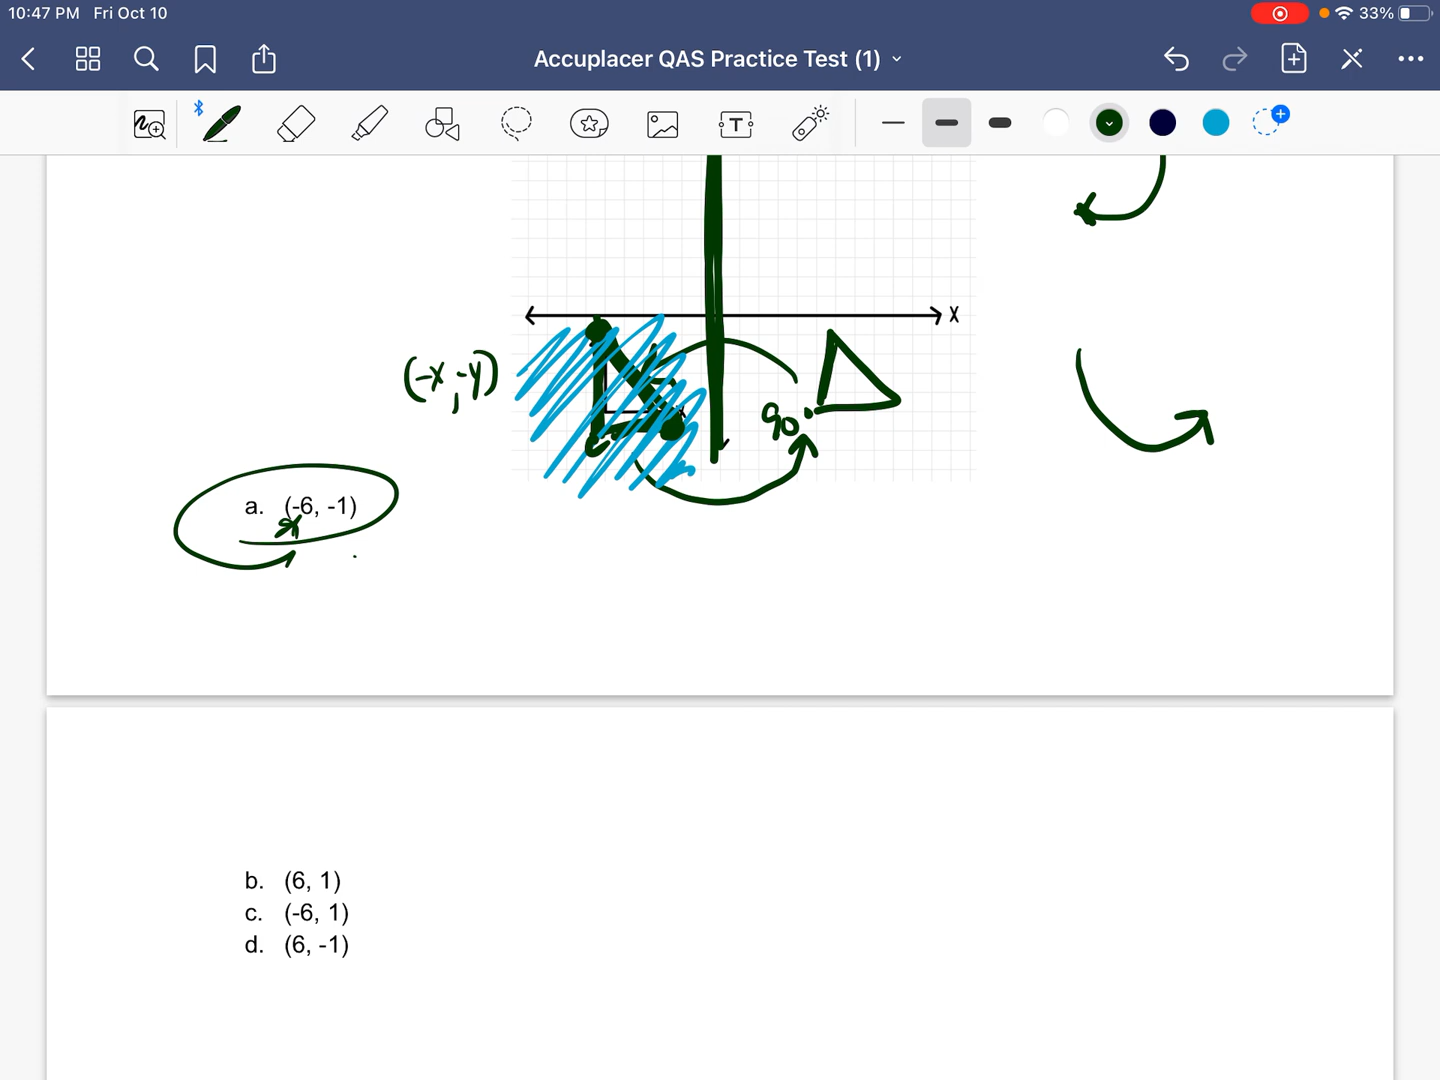 10:47 PM Fri Oct 10
33%
Accuplacer QAS Practice Test (1)
T
X
(-x, -y)
90°
a. (-6, -1)
b. (6, 1)
c. (-6, 1)
d. (6, -1)